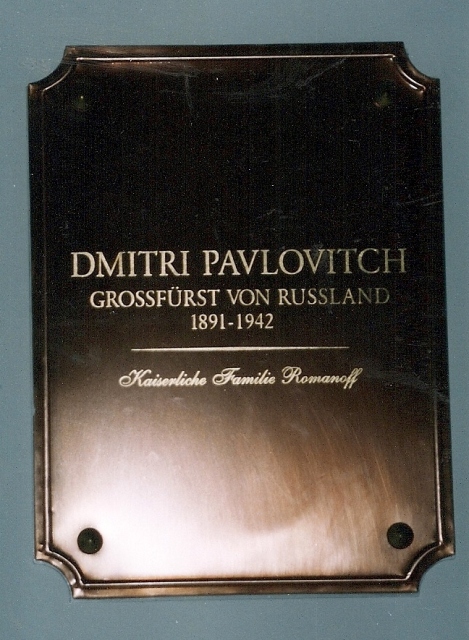 DMITRI PAVLOVITCH
GROSSFÜRST VON RUSSLAND
1891-1942
Kaiserliche Familie Romanoff